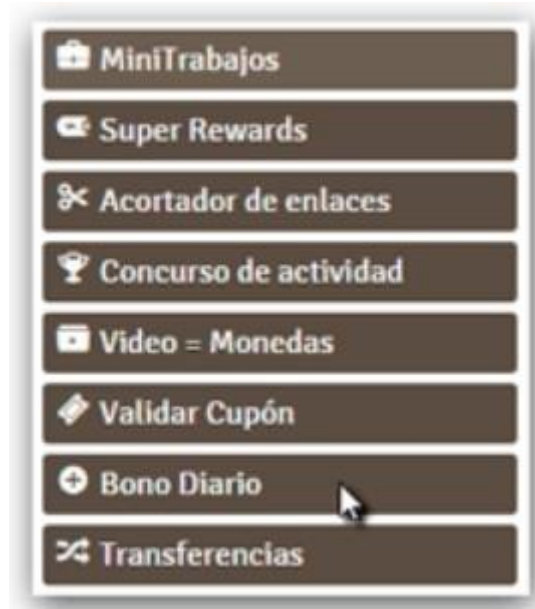 MiniTrabajos
Super Rewards
Acortador de enlaces
Concurso de actividad
Video = Monedas
Validar Cupón
Bono Diario
Transferencias